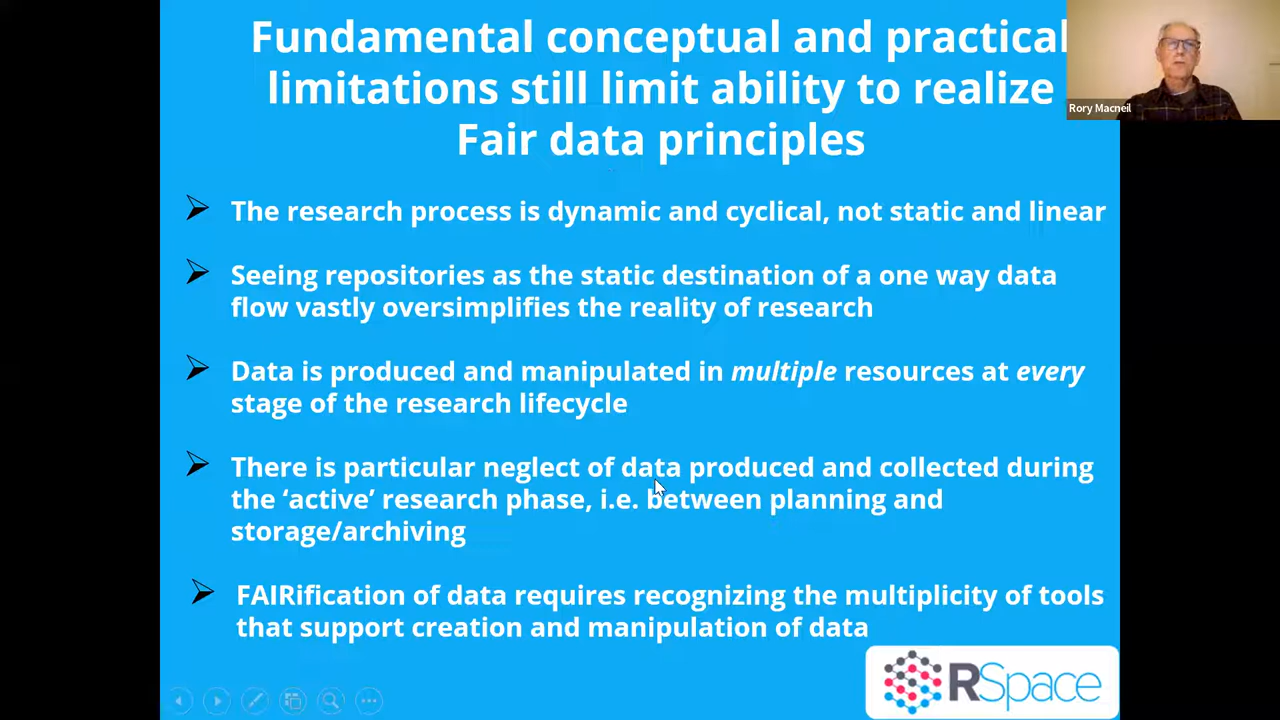 Fundamental conceptual and practical
limitations still limit ability to realize
Fair data principles
Rory Macneil
The research process is dynamic and cyclical, not static and linear
Seeing repositories as the static destination of a one way data
flow vastly oversimplifies the reality of research
Data is produced and manipulated in multiple resources at every
stage of the research lifecycle
There is particular neglect of data produced and collected during
the ‘active’ research phase, i.e. between planning and
storage/archiving
FAIRification of data requires recognizing the multiplicity of tools
that support creation and manipulation of data
RSpace